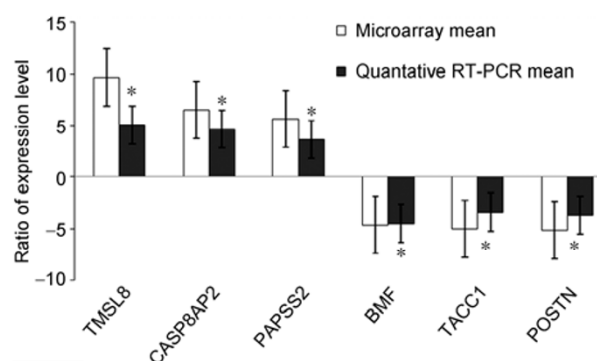 15
10
5
0
−5
−10
Ratio of expression level
Microarray mean
Quantative RT-PCR mean
*
*
*
*
*
*
TMSL8
CASP8AP2
PAPSS2
BMF
TACC1
POSTN